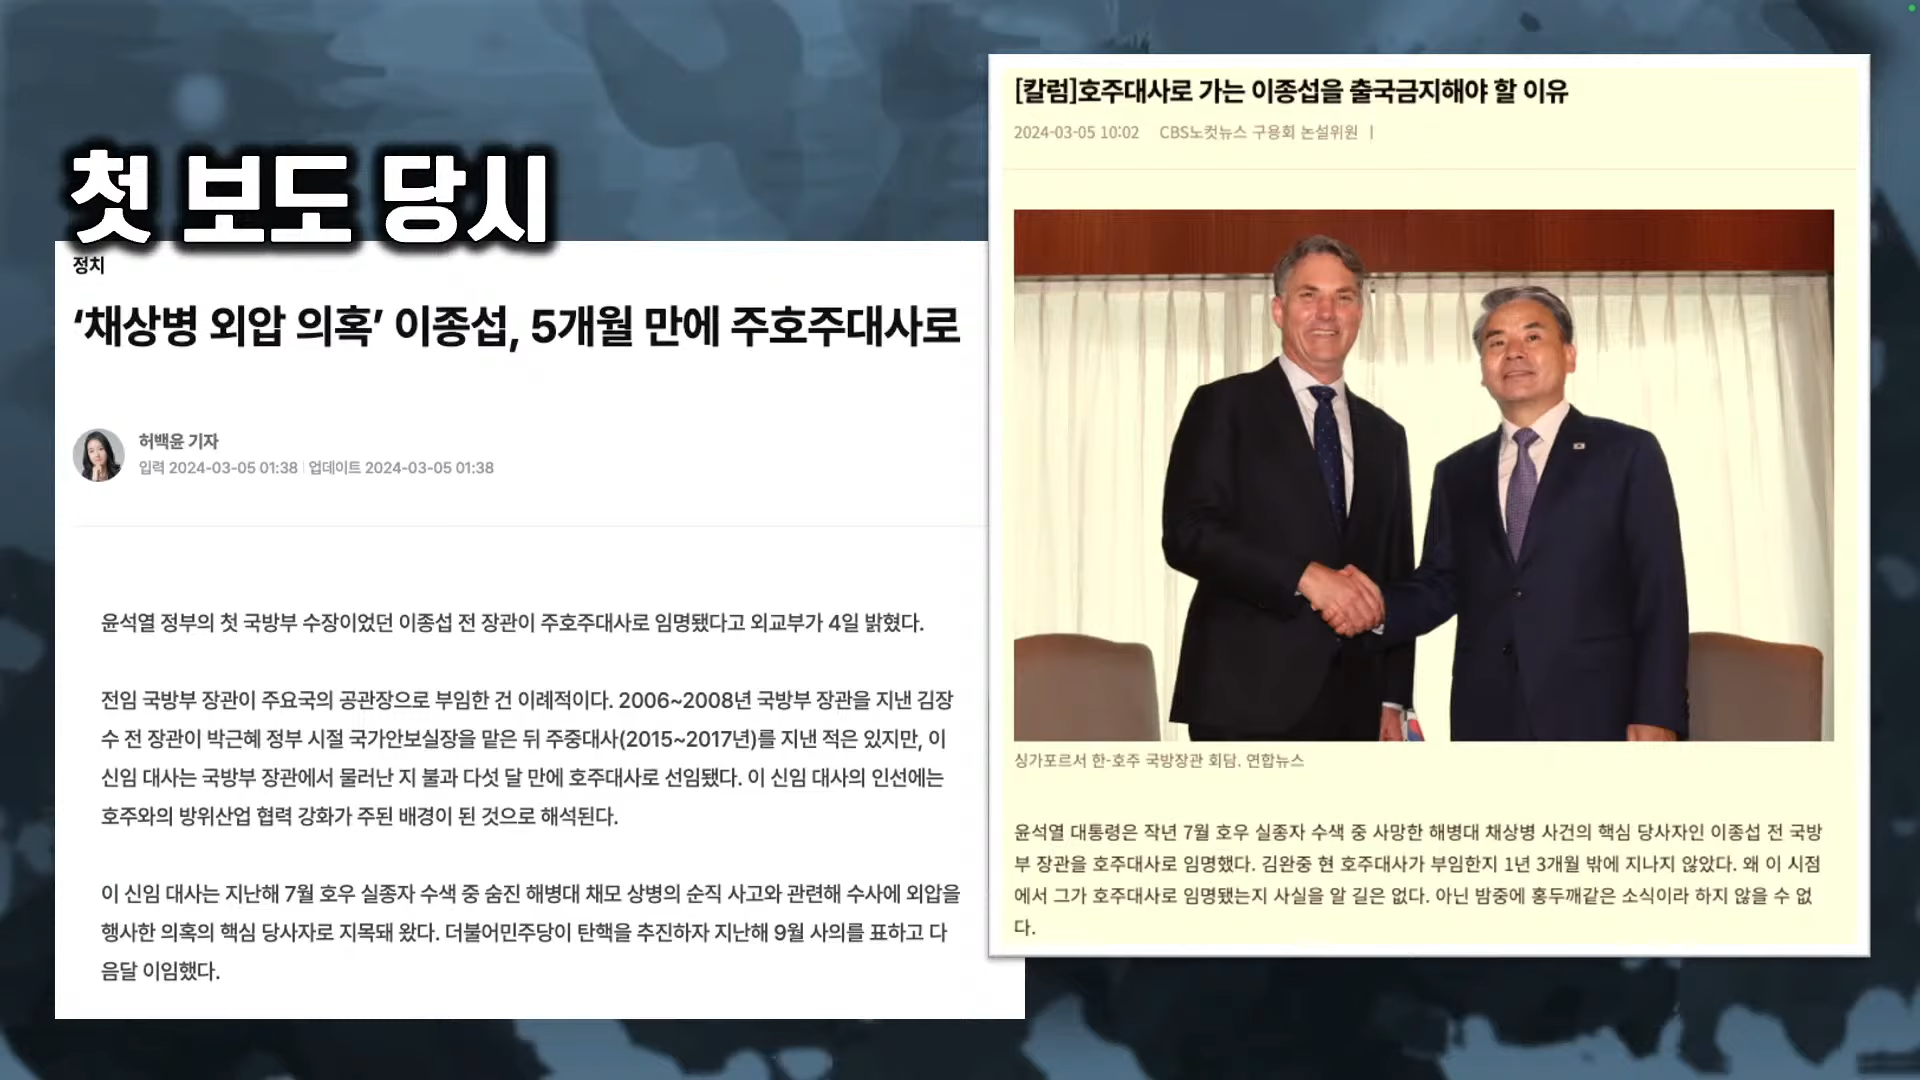 첫 보도 당시
정치
‘채상병 외압 의혹’ 이종섭, 5개월 만에 주호주대사로
허백윤 기자
입력 2024-03-05 01:38 | 업데이트 2024-03-05 01:38
윤석열 정부의 첫 국방부 수장이었던 이종섭 전 장관이 주호주대사로 임명됐다고 외교부가 4일 밝혔다.
전임 국방부 장관이 주요국의 공관장으로 부임한 건 이례적이다. 2006~2008년 국방부 장관을 지낸 김장
수 전 장관이 박근혜 정부 시절 국가안보실장을 맡은 뒤 주중대사(2015~2017년)를 지낸 적은 있지만, 이
신임 대사는 국방부 장관에서 물러난 지 불과 다섯 달 만에 호주대사로 선임됐다. 이 신임 대사의 인선에는
호주와의 방위산업 협력 강화가 주된 배경이 된 것으로 해석된다.
이 신임 대사는 지난해 7월 호우 실종자 수색 중 숨진 해병대 채모 상병의 순직 사고와 관련해 수사에 외압을
행사한 의혹의 핵심 당사자로 지목돼 왔다. 더불어민주당이 탄핵을 추진하자 지난해 9월 사의를 표하고 다
음달 이임했다.
[칼럼]호주대사로 가는 이종섭을 출국금지해야 할 이유
2024-03-05 10:02 CBS노컷뉴스 구용회 논설위원 |
싱가포르서 한-호주 국방장관 회담. 연합뉴스
윤석열 대통령은 작년 7월 호우 실종자 수색 중 사망한 해병대 채상병 사건의 핵심 당사자인 이종섭 전 국방
부 장관을 호주대사로 임명했다. 김완중 현 호주대사가 부임한지 1년 3개월 밖에 지나지 않았다. 왜 이 시점
에서 그가 호주대사로 임명됐는지 사실을 알 길은 없다. 아닌 밤중에 홍두깨같은 소식이라 하지 않을 수 없
다.